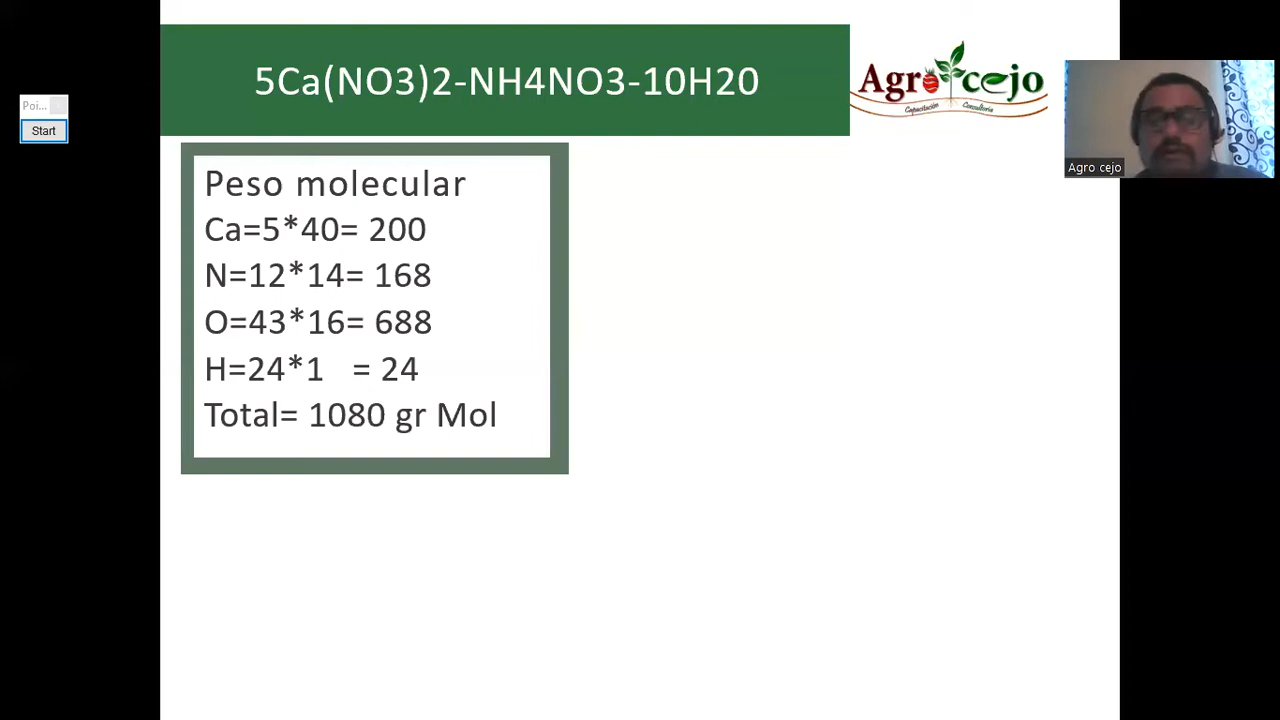 5Ca(NO3)2-NH4NO3-10H20
Agro cejo
Capacitación Consultoría
Agro cejo
Poi...
Start
Peso molecular
Ca=5*40= 200
N=12*14= 168
O=43*16= 688
H=24*1 = 24
Total= 1080 gr Mol